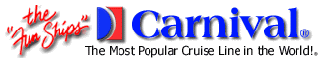 "the
Fun Ships"
Carnival®
The Most Popular Cruise Line in the World!®